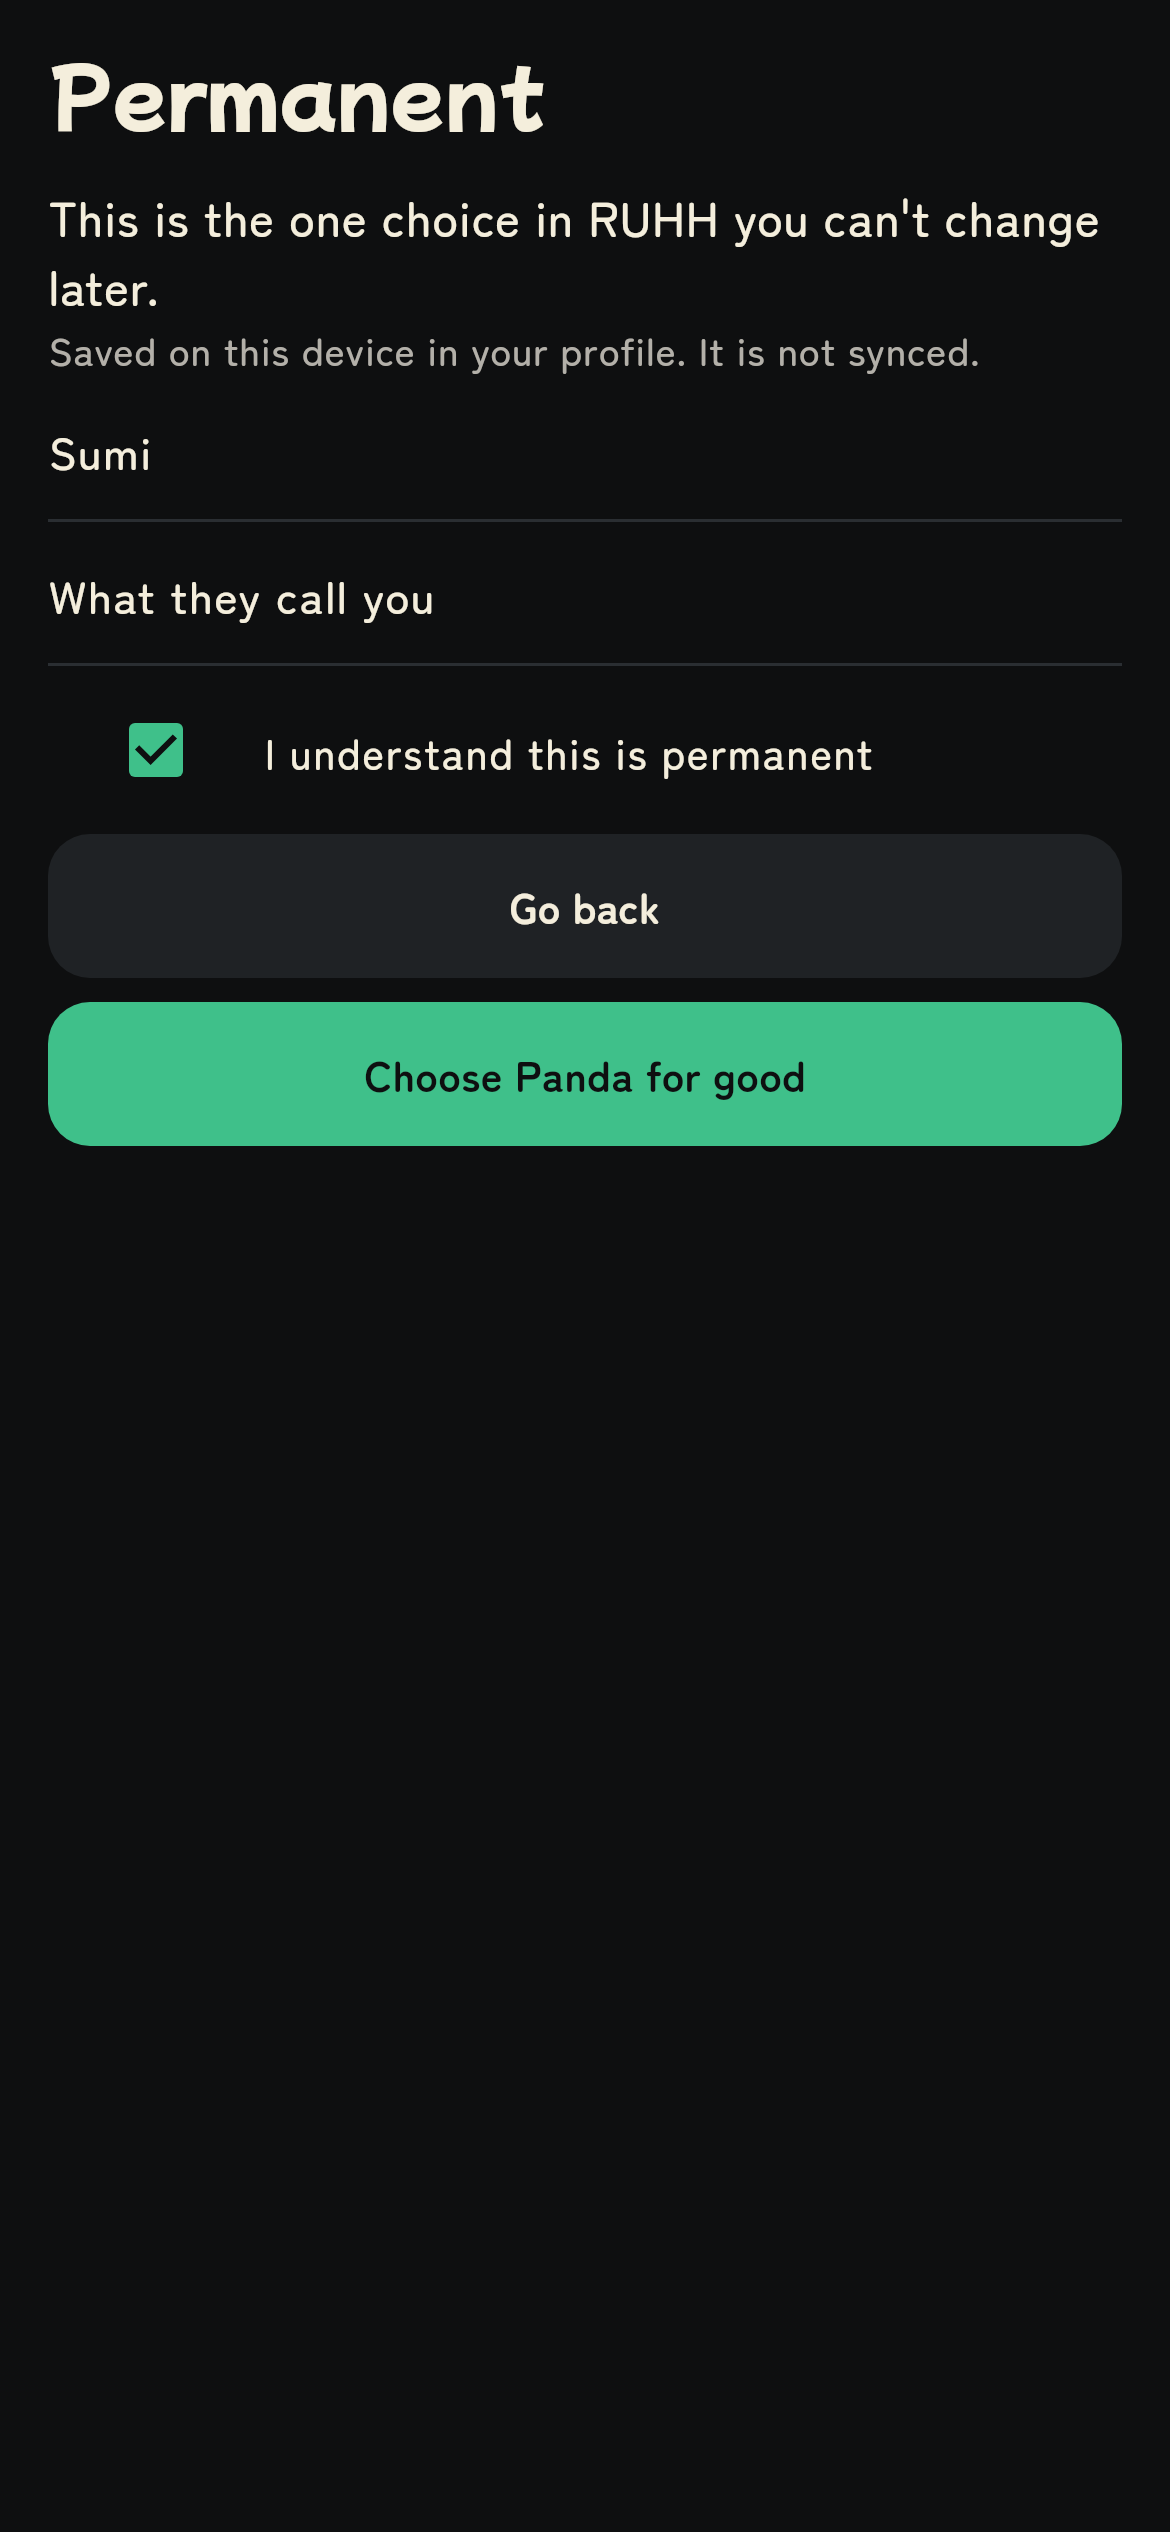 Permanent
This is the one choice in RUHH you can't change
later.
Saved on this device in your profile. It is not synced.
Sumi
What they call you
I understand this is permanent
Go back
Choose Panda for good